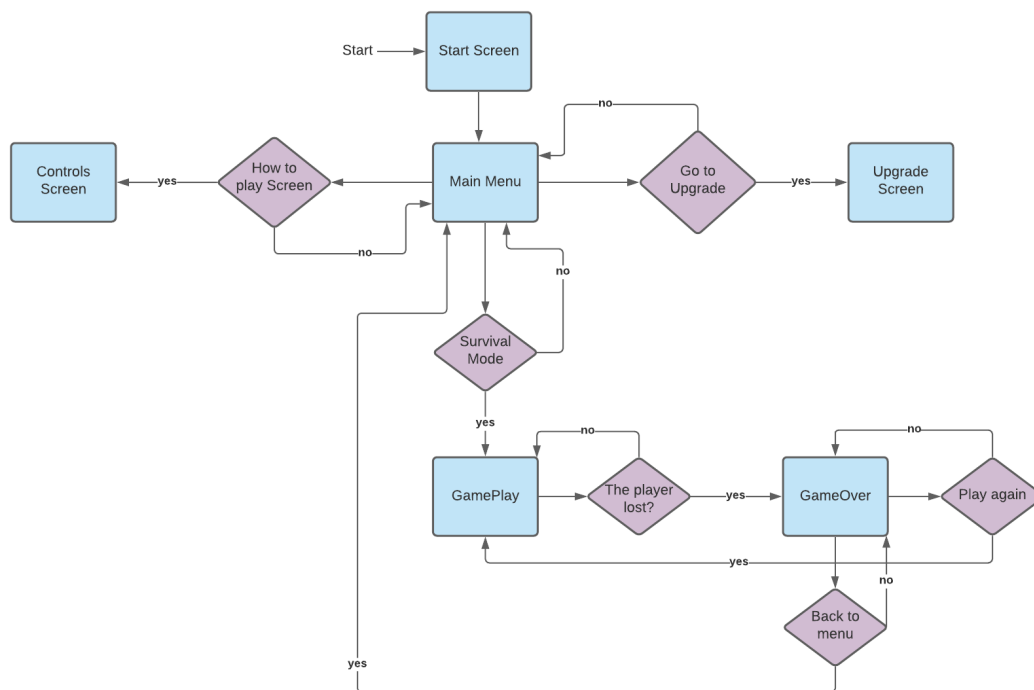 Start
Start Screen
no
Controls
Screen
yes
How to
play Screen
Main Menu
Go to
Upgrade
yes
Upgrade
Screen
no
no
Survival
Mode
yes
no
no
GamePlay
The player
lost?
yes
GameOver
Play again
yes
no
Back to
menu
yes